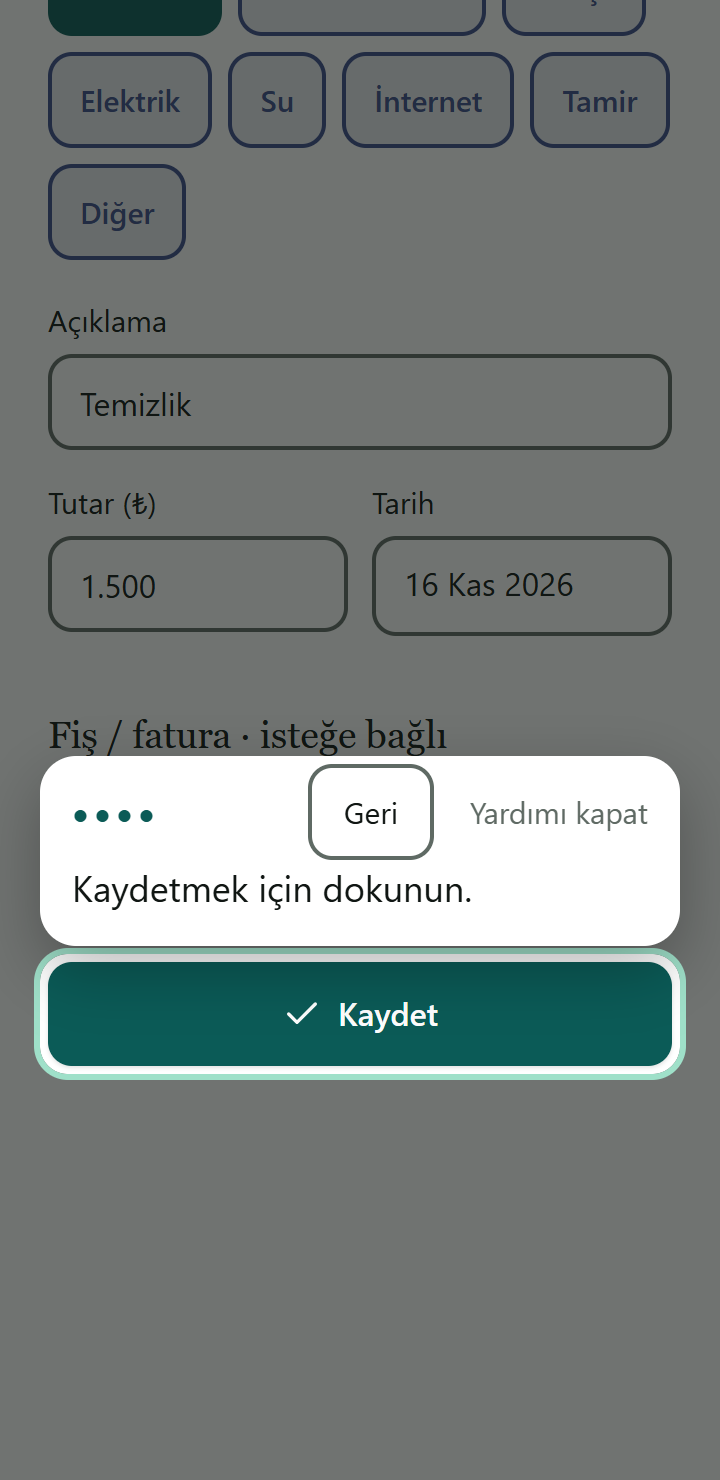 Elektrik Su İnternet Tamir
Diğer
Açıklama
Temizlik
Tutar (₺) Tarih
1.500 16 Kas 2026
Fiş / fatura · isteğe bağlı
Geri Yardımı kapat
Kaydetmek için dokunun.
Kaydet